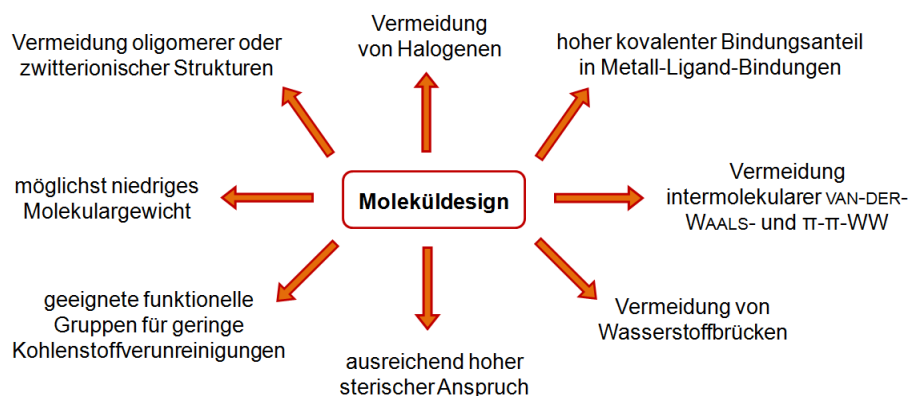 Vermeidung oligomerer oder
zwitterionischer Strukturen
Vermeidung
von Halogenen
hoher kovalenter Bindungsanteil
in Metall-Ligand-Bindungen
möglichst niedriges
Molekulargewicht
Moleküldesign
Vermeidung
intermolekularer VAN-DER-
WAALS- und π-π-WW
geeignete funktionelle
Gruppen für geringe
Kohlenstoffverunreinigungen
ausreichend hoher
sterischer Anspruch
Vermeidung von
Wasserstoffbrücken